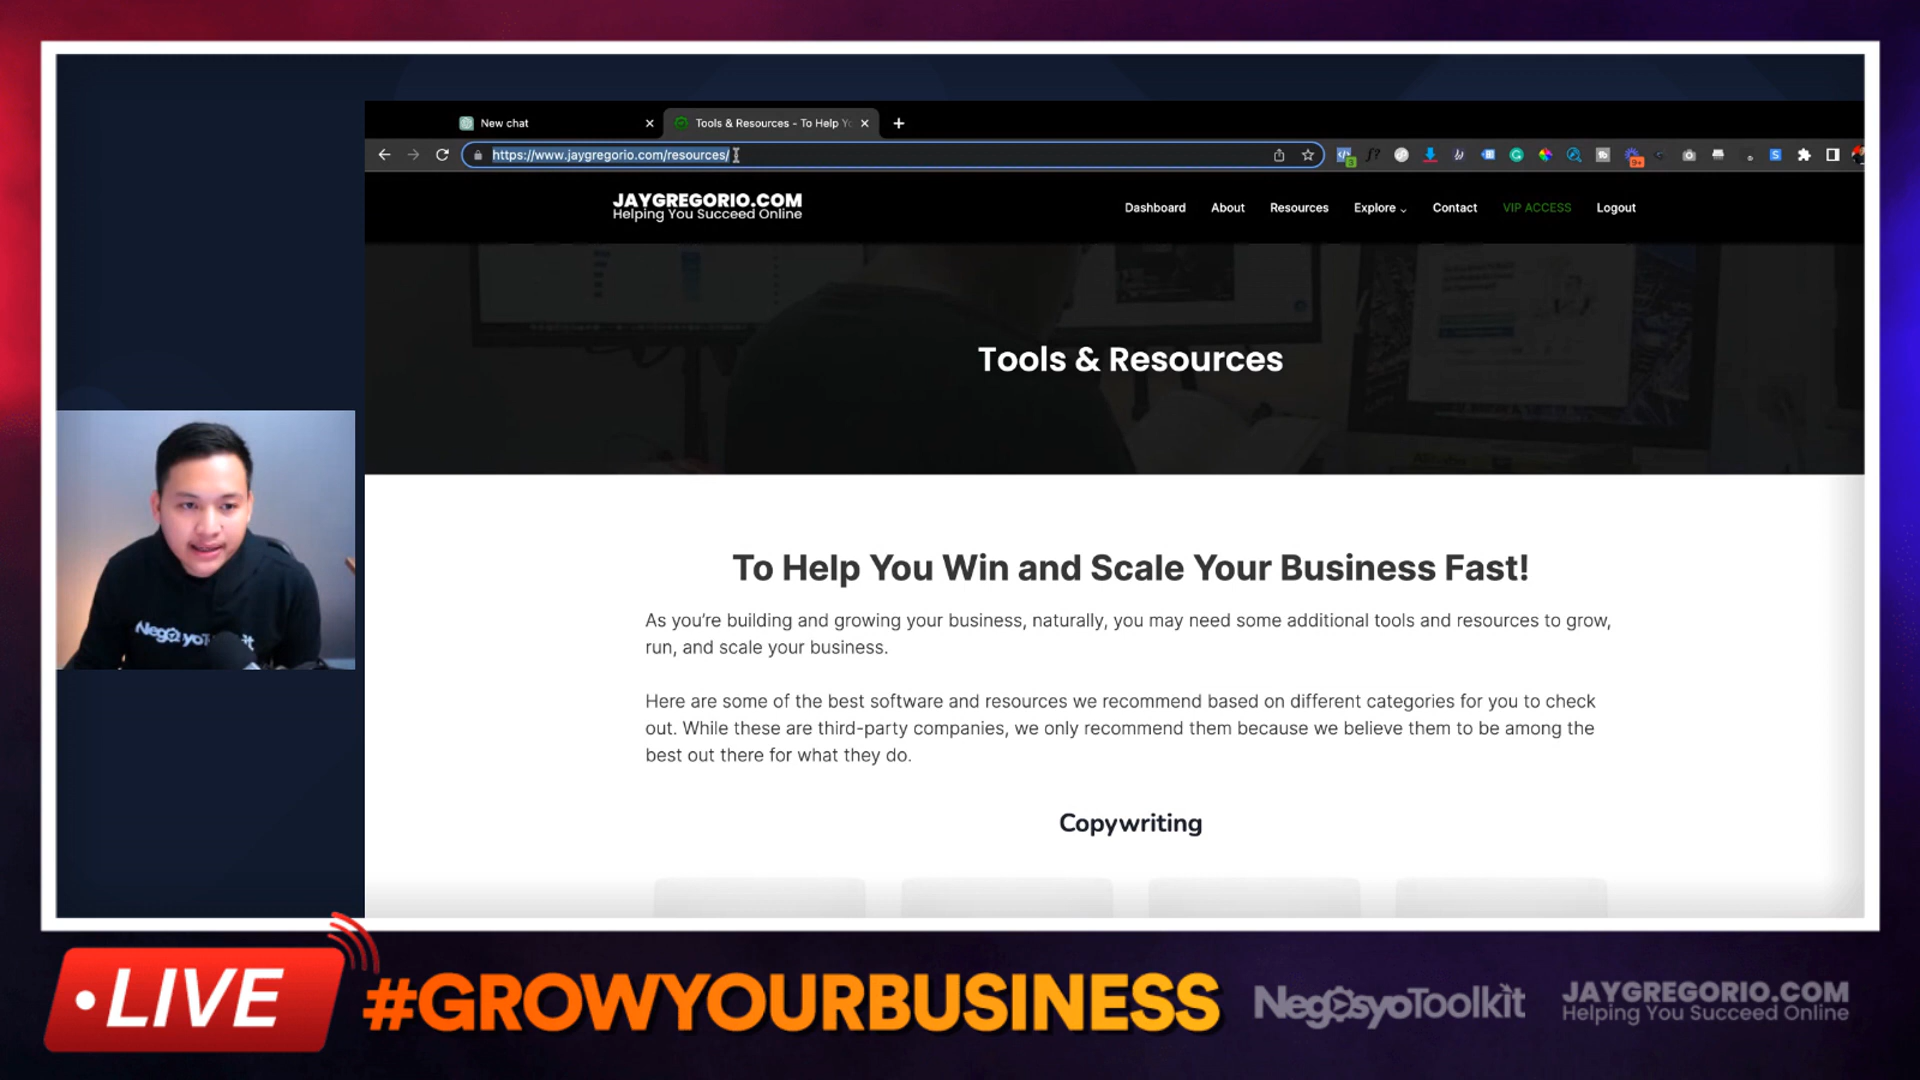 New chat
Tools & Resources - To Help Yo
https://www.jaygregorio.com/resources/
JAYGREGORIO.COM
Helping You Succeed Online
Dashboard About Resources Explore Contact VIP ACCESS Logout
Tools & Resources
To Help You Win and Scale Your Business Fast!
As you're building and growing your business, naturally, you may need some additional tools and resources to grow,
run, and scale your business.
Here are some of the best software and resources we recommend based on different categories for you to check
out. While these are third-party companies, we only recommend them because we believe them to be among the
best out there for what they do.
Copywriting
LIVE
#GROWYOURBUSINESS
NegosyoToolkit
JAYGREGORIO.COM
Helping You Succeed Online